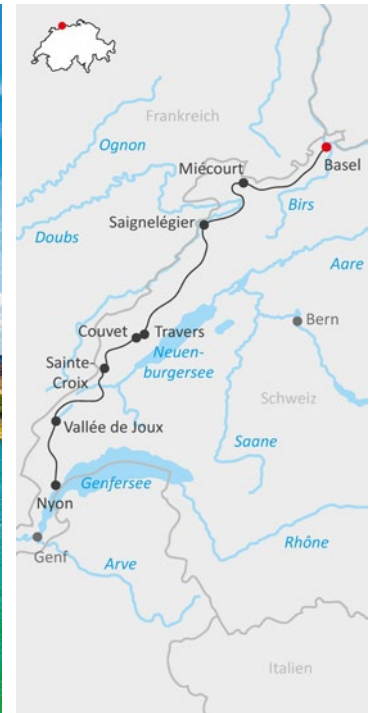 Frankreich
Ognon
Miécourt
Basel
Birs
Saignelégier
Doubs
Aare
Couvet
Travers
Bern
Neuen-
burgersee
Sainte-
Croix
Schweiz
Vallée de Joux
Saane
Genfersee
Nyon
Rhône
Genf
Arve
Italien